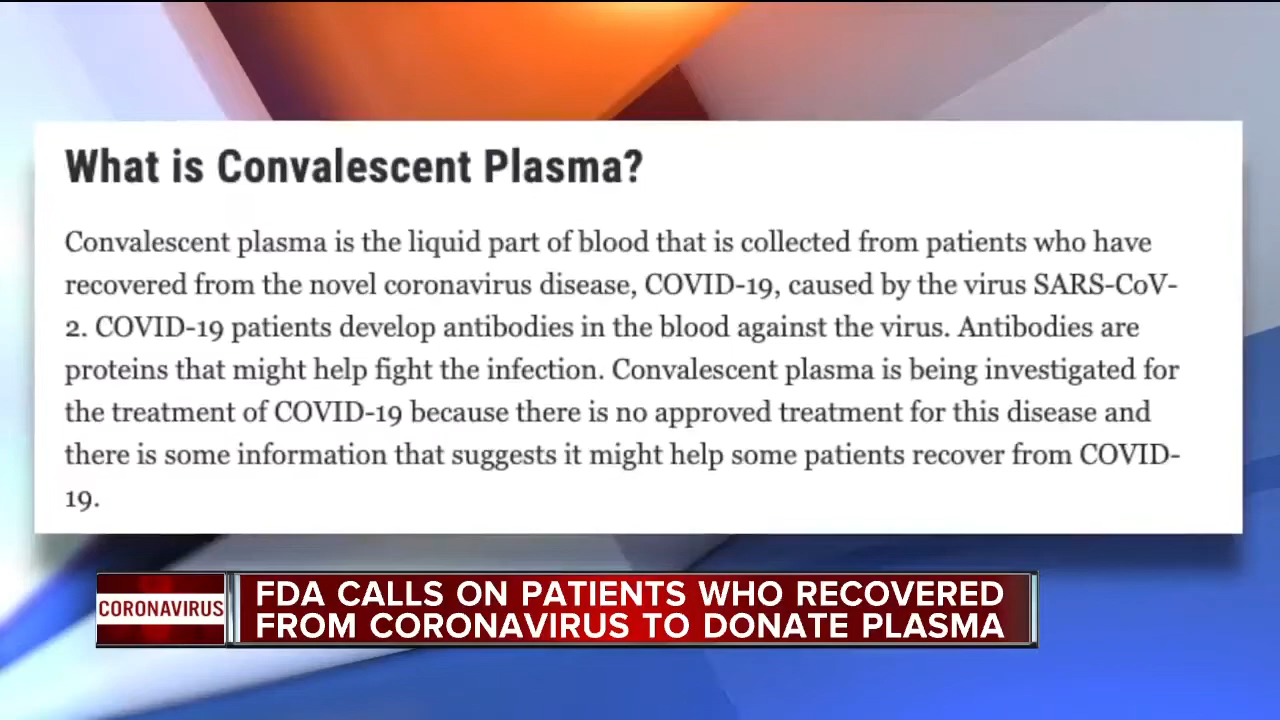 What is Convalescent Plasma?
Convalescent plasma is the liquid part of blood that is collected from patients who have
recovered from the novel coronavirus disease, COVID-19, caused by the virus SARS-CoV-
2. COVID-19 patients develop antibodies in the blood against the virus. Antibodies are
proteins that might help fight the infection. Convalescent plasma is being investigated for
the treatment of COVID-19 because there is no approved treatment for this disease and
there is some information that suggests it might help some patients recover from COVID-
19.
CORONAVIRUS
FDA CALLS ON PATIENTS WHO RECOVERED
FROM CORONAVIRUS TO DONATE PLASMA